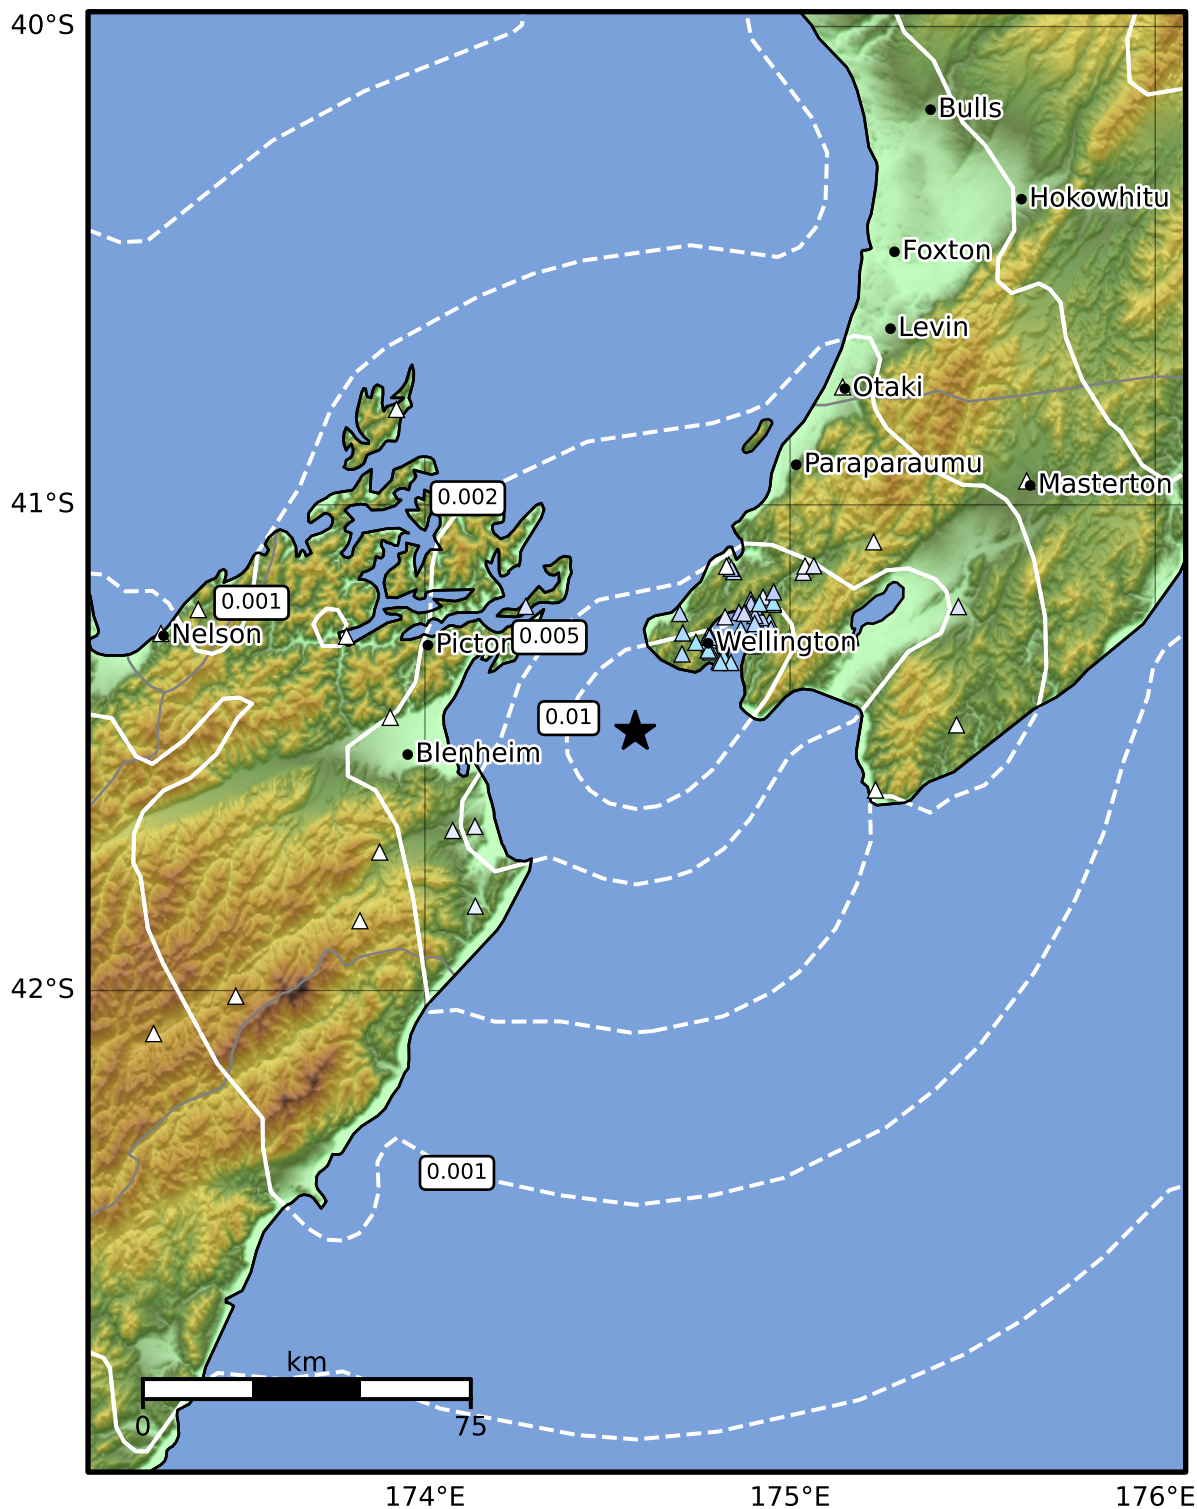 40°S
Bulls
Hokowhitu
Foxton
Levin
Otaki
Paraparaumu
Masterton
0.002
41°S
0.001
Nelson
Picton
0.005
Wellington
0.01
Blenheim
42°S
0.001
km
0
75
174°E
175°E
176°E